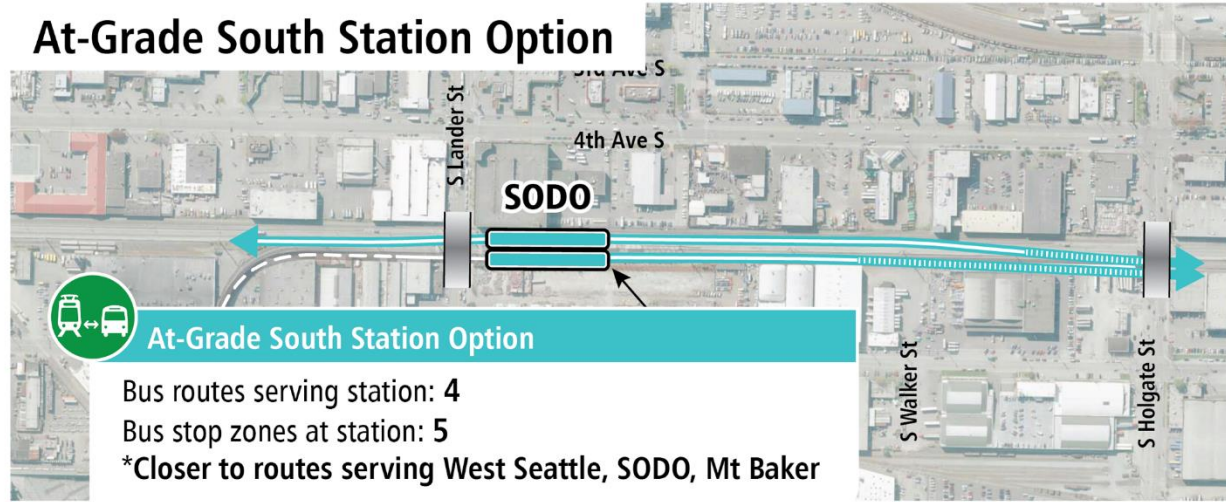 At-Grade South Station Option
3rd Ave S
4th Ave S
S Lander St
SODO
At-Grade South Station Option
S Walker St
S Holgate St
Bus routes serving station: 4
Bus stop zones at station: 5
*Closer to routes serving West Seattle, SODO, Mt Baker